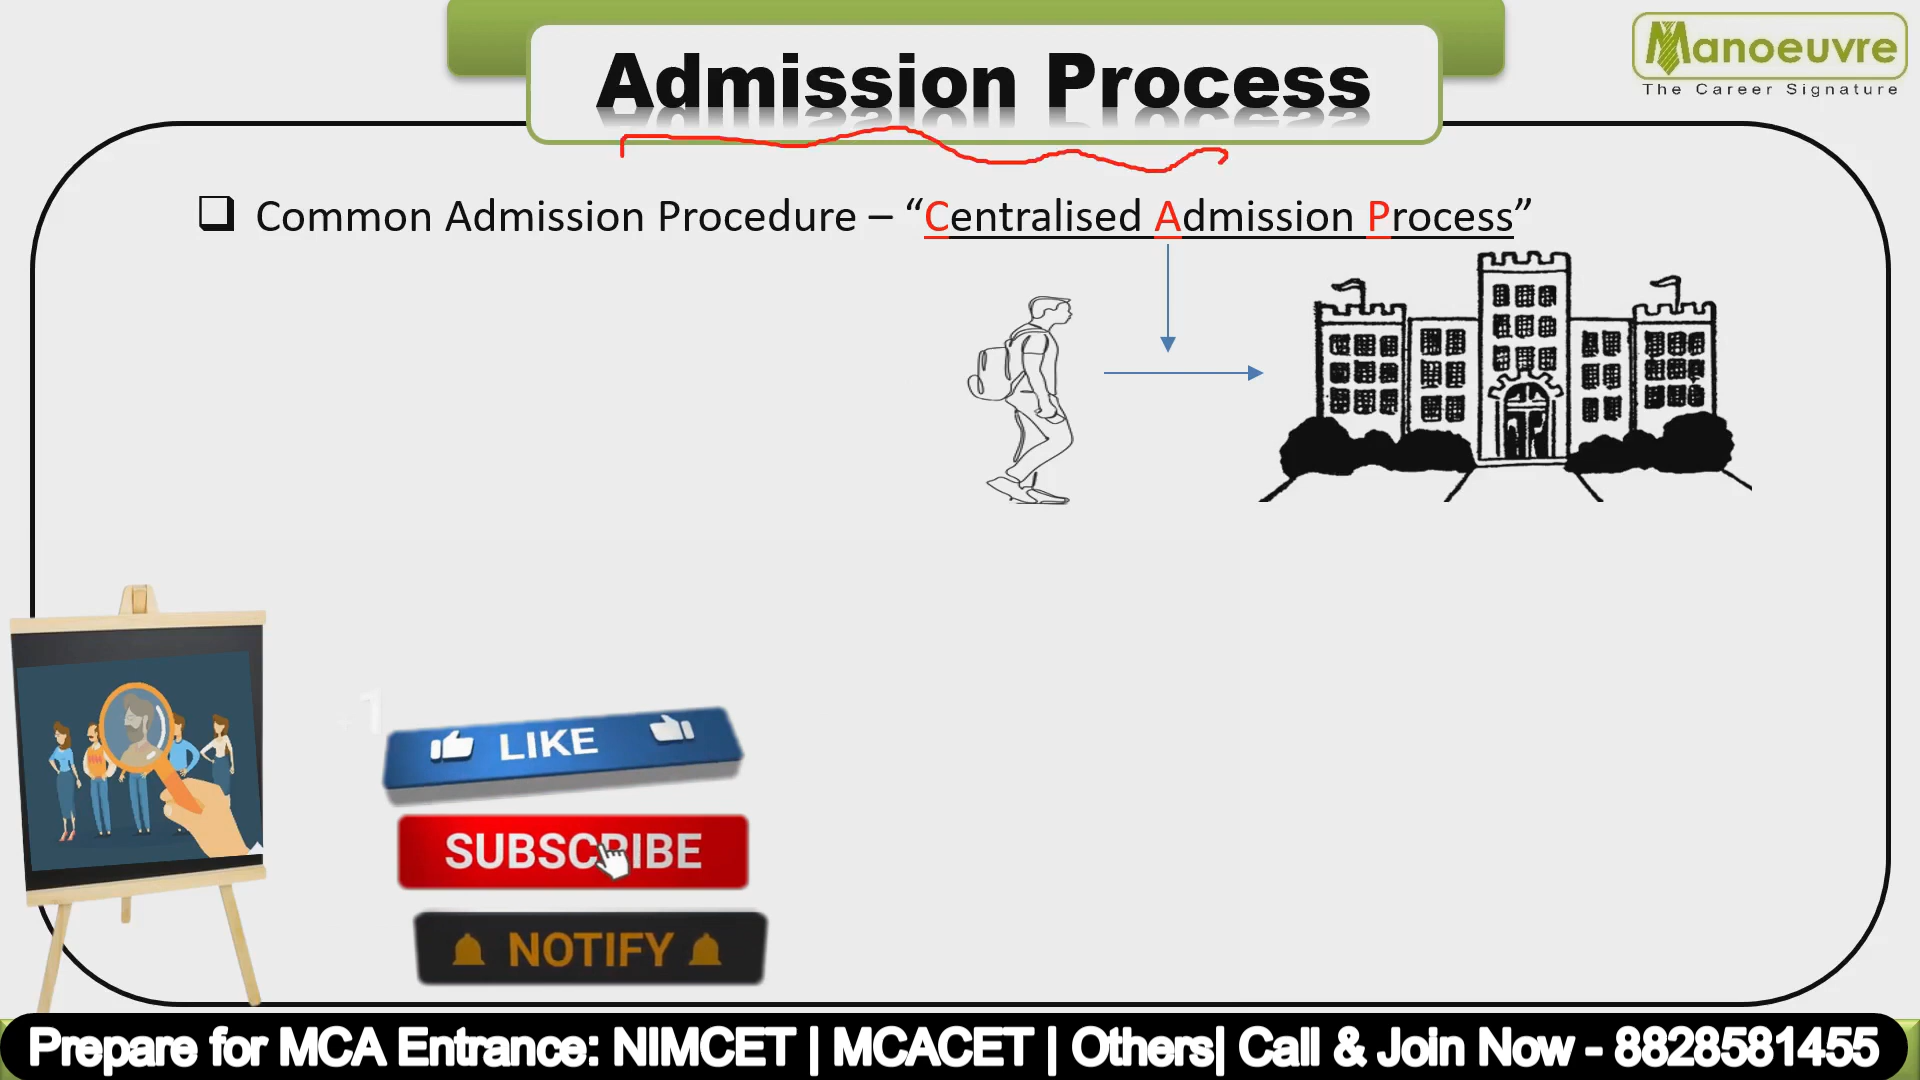 Admission Process
Manoeuvre
The Career Signature
Common Admission Procedure – “Centralised Admission Process”
1
LIKE
SUBSCRIBE
NOTIFY
Prepare for MCA Entrance: NIMCET | MCACET | Others| Call & Join Now - 8828581455